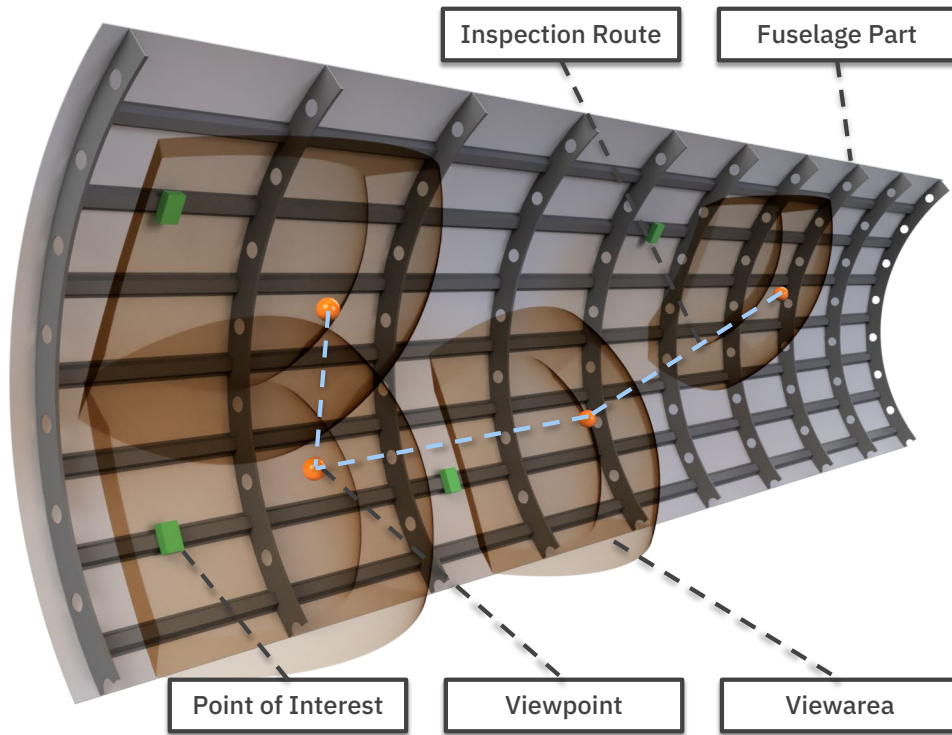 Inspection Route
Fuselage Part
Point of Interest
Viewpoint
Viewarea